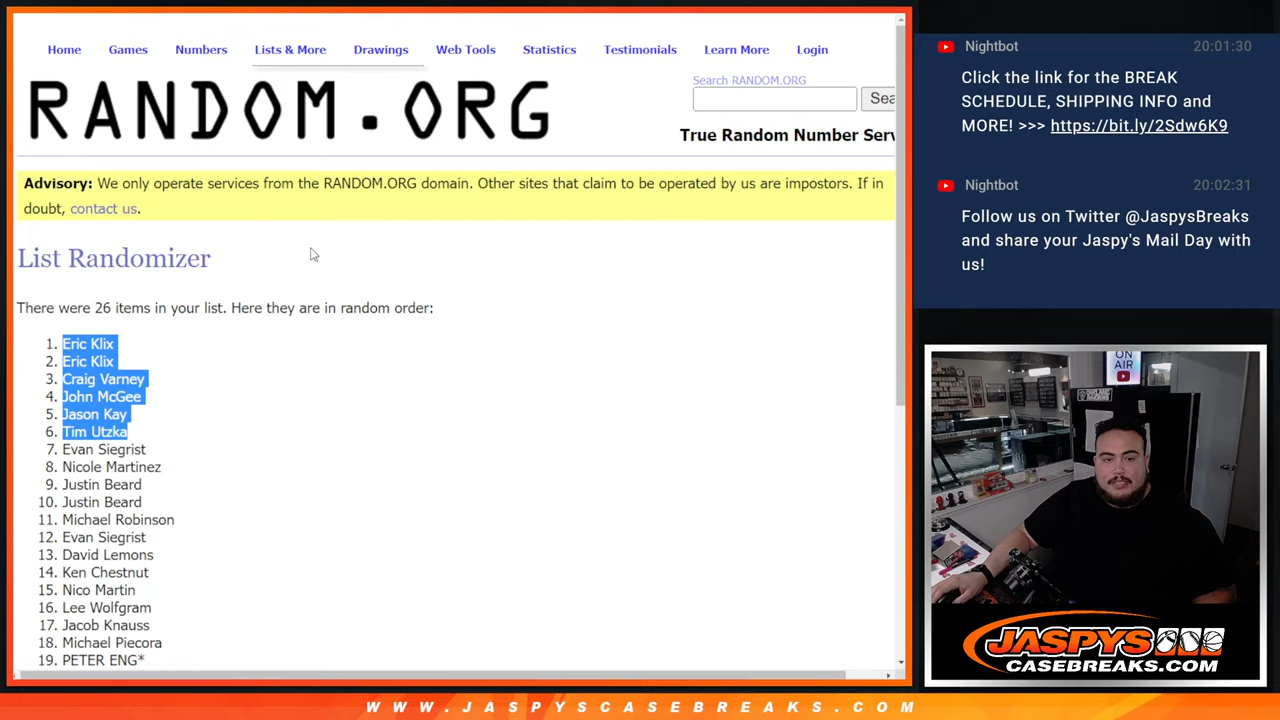 Home Games Numbers Lists & More Drawings Web Tools Statistics Testimonials Learn More Login
RANDOM.ORG
Search RANDOM.ORG
Sea
True Random Number Serv
Advisory: We only operate services from the RANDOM.ORG domain. Other sites that claim to be operated by us are impostors. If in
doubt, contact us.
List Randomizer
There were 26 items in your list. Here they are in random order:
1. Eric Klix
2. Eric Klix
3. Craig Varney
4. John McGee
5. Jason Kay
6. Tim Utzka
7. Evan Siegrist
8. Nicole Martinez
9. Justin Beard
10. Justin Beard
11. Michael Robinson
12. Evan Siegrist
13. David Lemons
14. Ken Chestnut
15. Nico Martin
16. Lee Wolfgram
17. Jacob Knauss
18. Michael Piecora
19. PETER ENG*
Nightbot 20:01:30
Click the link for the BREAK
SCHEDULE, SHIPPING INFO and
MORE! >>> https://bit.ly/2Sdw6K9
Nightbot 20:02:31
Follow us on Twitter @JaspysBreaks
and share your Jaspy's Mail Day with
us!
ON
AIR
JASPYS
CASEBREAKS.COM
WWW.JASPYSCASEBREAKS.COM